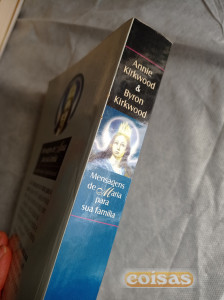 Annie
Kirkwood
&
Byron
Kirkwood
Mensagens
de Maria
para
sua família
coisas